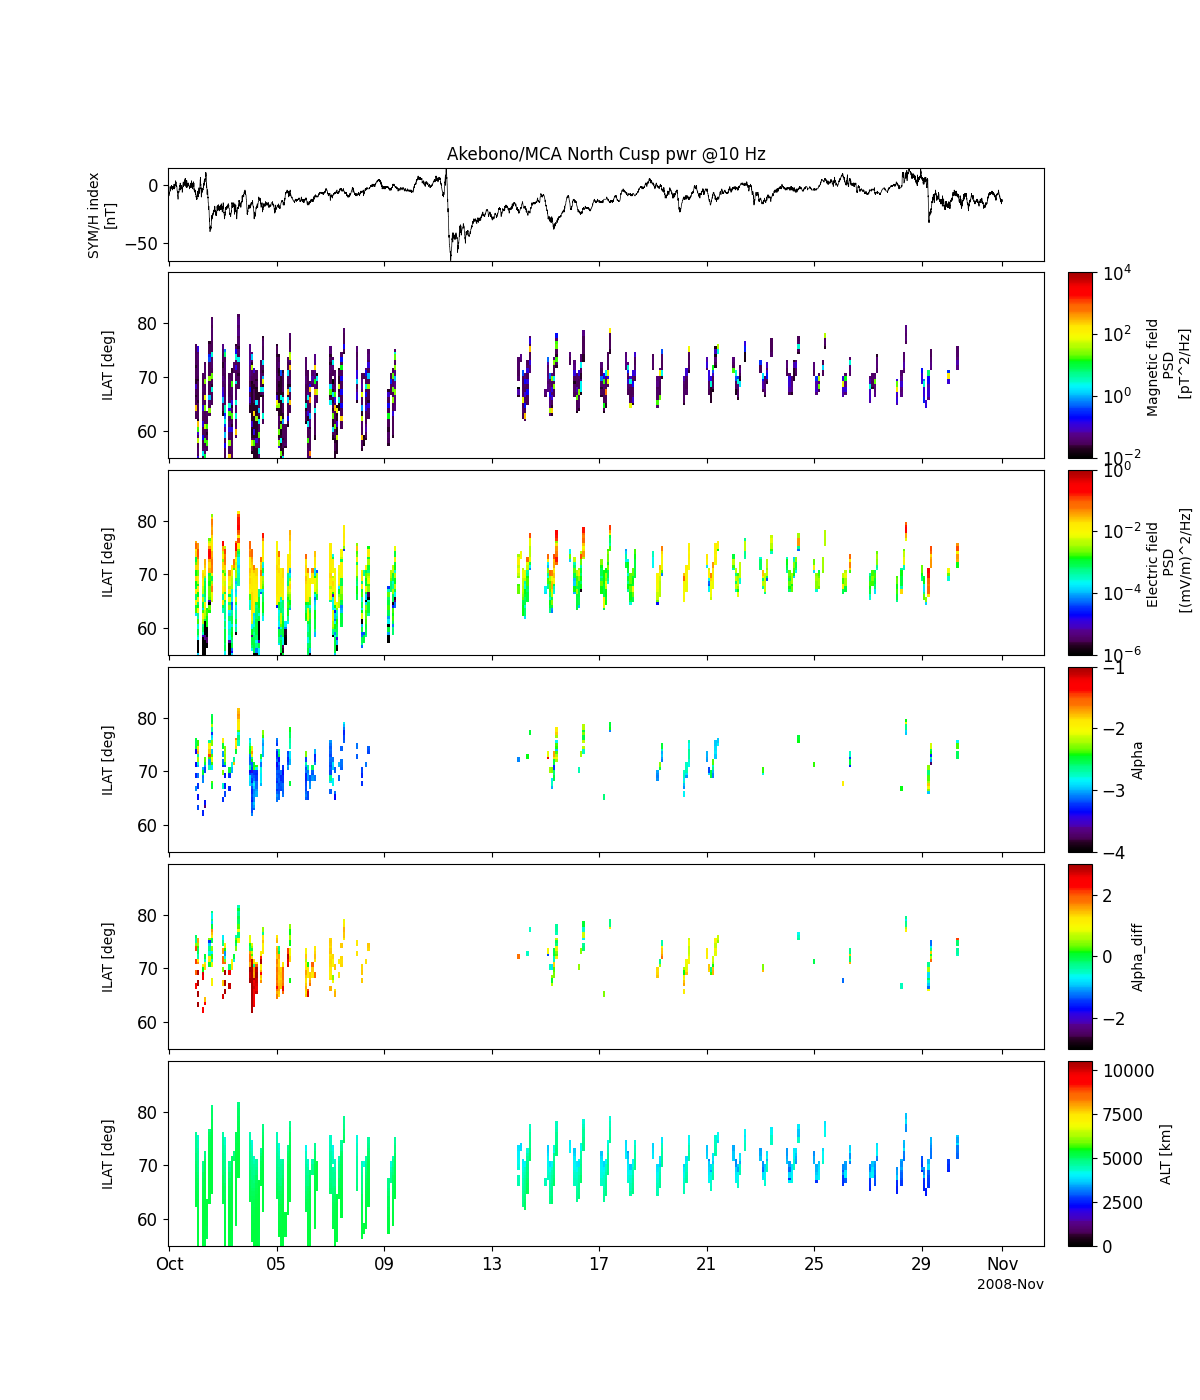 Akebono/MCA North Cusp pwr @10 Hz
SYM/H index
[nT]
0
−50
ILAT [deg]
80
70
60
10^4
10^2
10^0
10^-2
Magnetic field
PSD
[pT^2/Hz]
ILAT [deg]
80
70
60
10^0
10^-2
10^-4
10^-6
Electric field
PSD
[(mV/m)^2/Hz]
ILAT [deg]
80
70
60
−1
−2
−3
−4
Alpha
ILAT [deg]
80
70
60
2
0
−2
Alpha_diff
ILAT [deg]
80
70
60
10000
7500
5000
2500
0
ALT [km]
Oct 05 09 13 17 21 25 29 Nov
2008-Nov